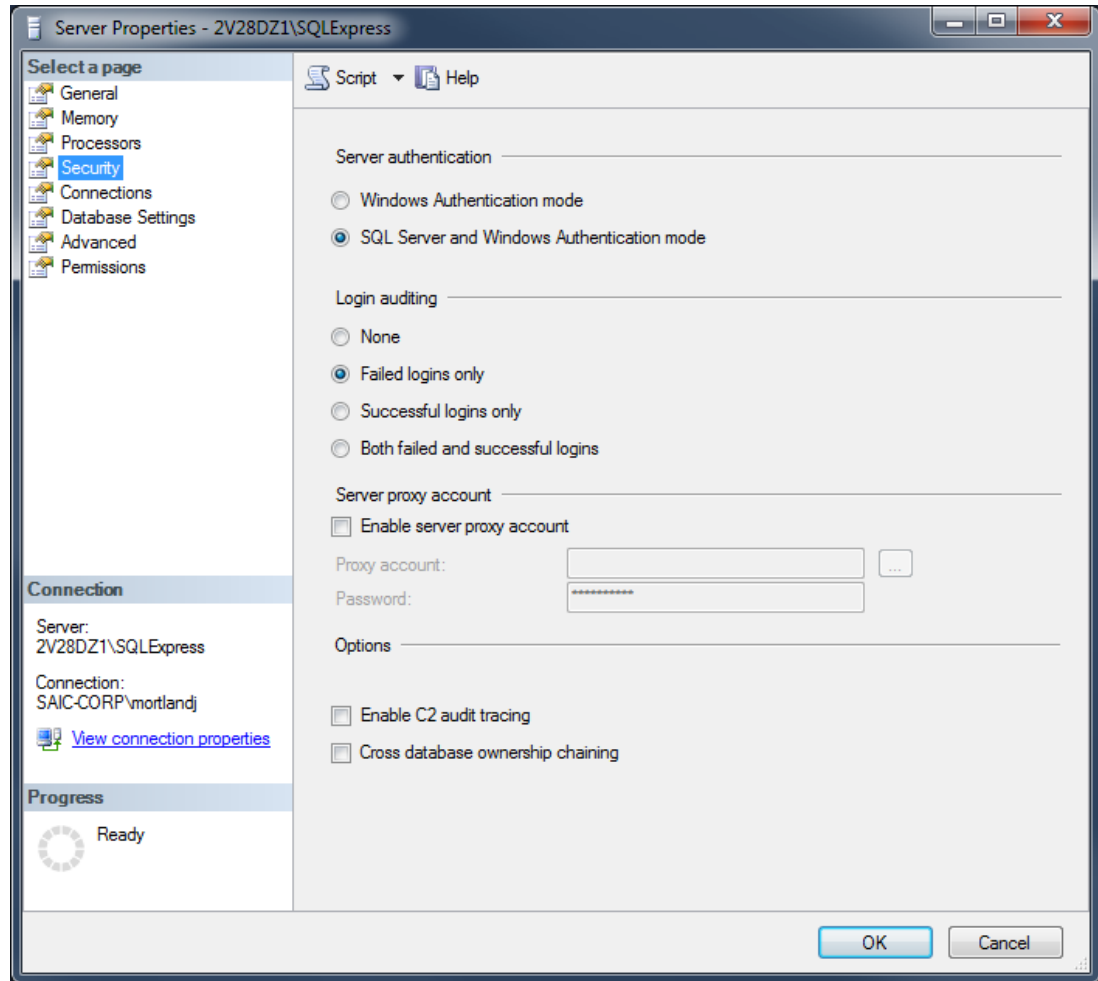 Server Properties - 2V28DZ1\SQLExpress
Select a page
General
Memory
Processors
Security
Connections
Database Settings
Advanced
Permissions
Script
Help
Server authentication
Windows Authentication mode
SQL Server and Windows Authentication mode
Login auditing
None
Failed logins only
Successful logins only
Both failed and successful logins
Server proxy account
Enable server proxy account
Proxy account:
...
Password:
**********
Options
Enable C2 audit tracing
Cross database ownership chaining
Connection
Server:
2V28DZ1\SQLExpress
Connection:
SAIC-CORP\mortlandj
View connection properties
Progress
Ready
OK
Cancel